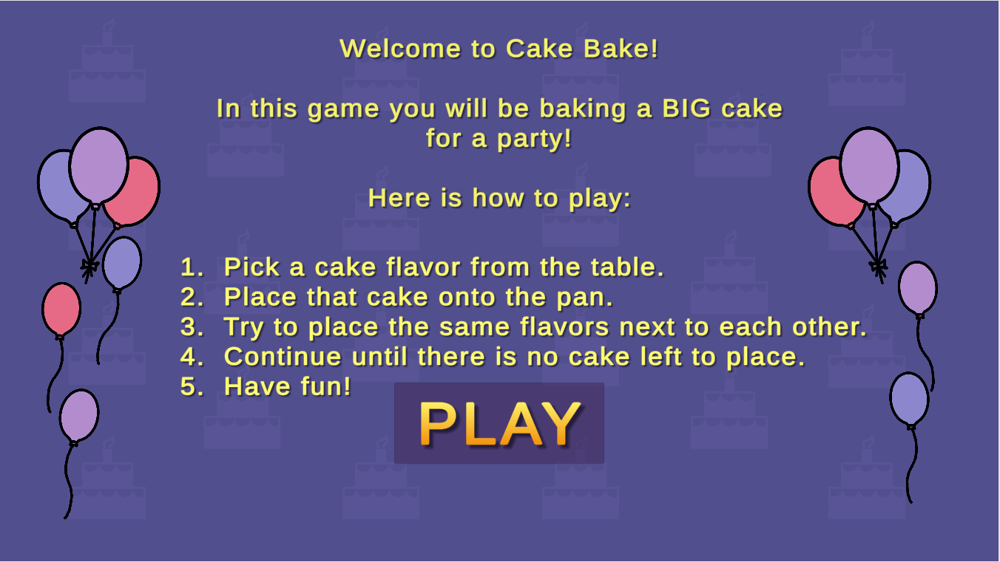 Welcome to Cake Bake!
In this game you will be baking a BIG cake
for a party!
Here is how to play:
1. Pick a cake flavor from the table.
2. Place that cake onto the pan.
3. Try to place the same flavors next to each other.
4. Continue until there is no cake left to place.
5. Have fun!
PLAY